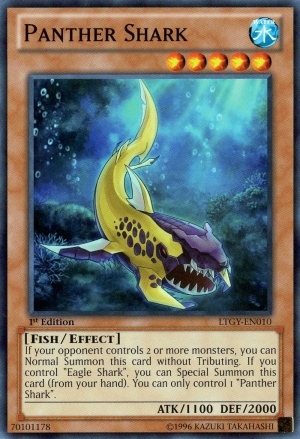 PANTHER SHARK
WATER
水
1st Edition
LTGY-EN010
[FISH/EFFECT]
If your opponent controls 2 or more monsters, you can
Normal Summon this card without Tributing. If you
control "Eagle Shark", you can Special Summon this
card (from your hand). You can only control 1 "Panther
Shark".
ATK/1100 DEF/2000
70101178
©1996 KAZUKI TAKAHASHI